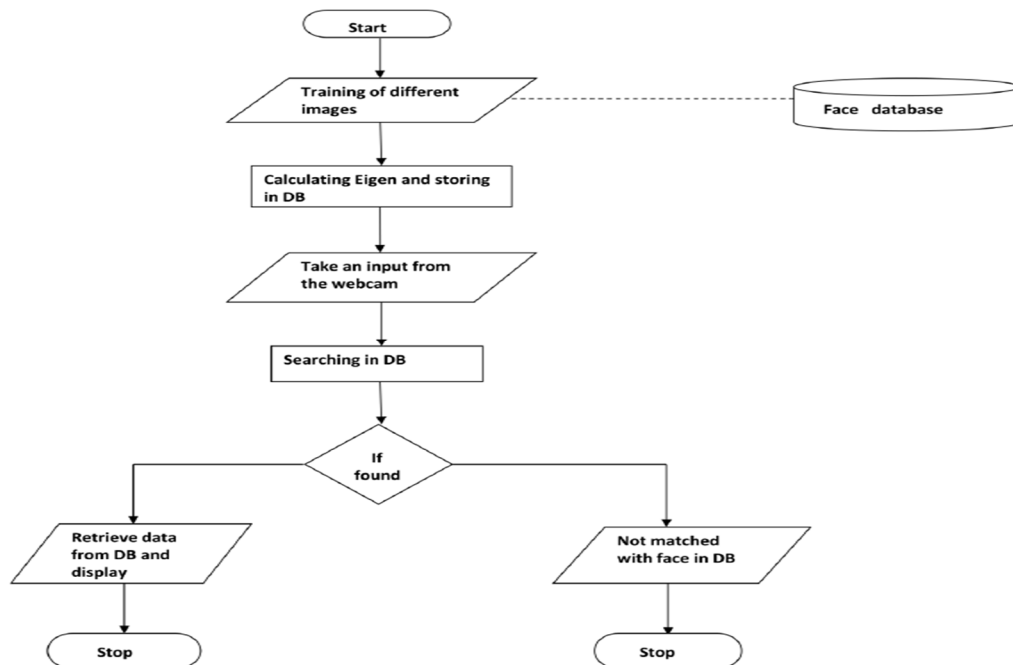 Start
Training of different
images
Face database
Calculating Eigen and storing
in DB
Take an input from
the webcam
Searching in DB
If
found
Retrieve data
from DB and
display
Not matched
with face in DB
Stop
Stop